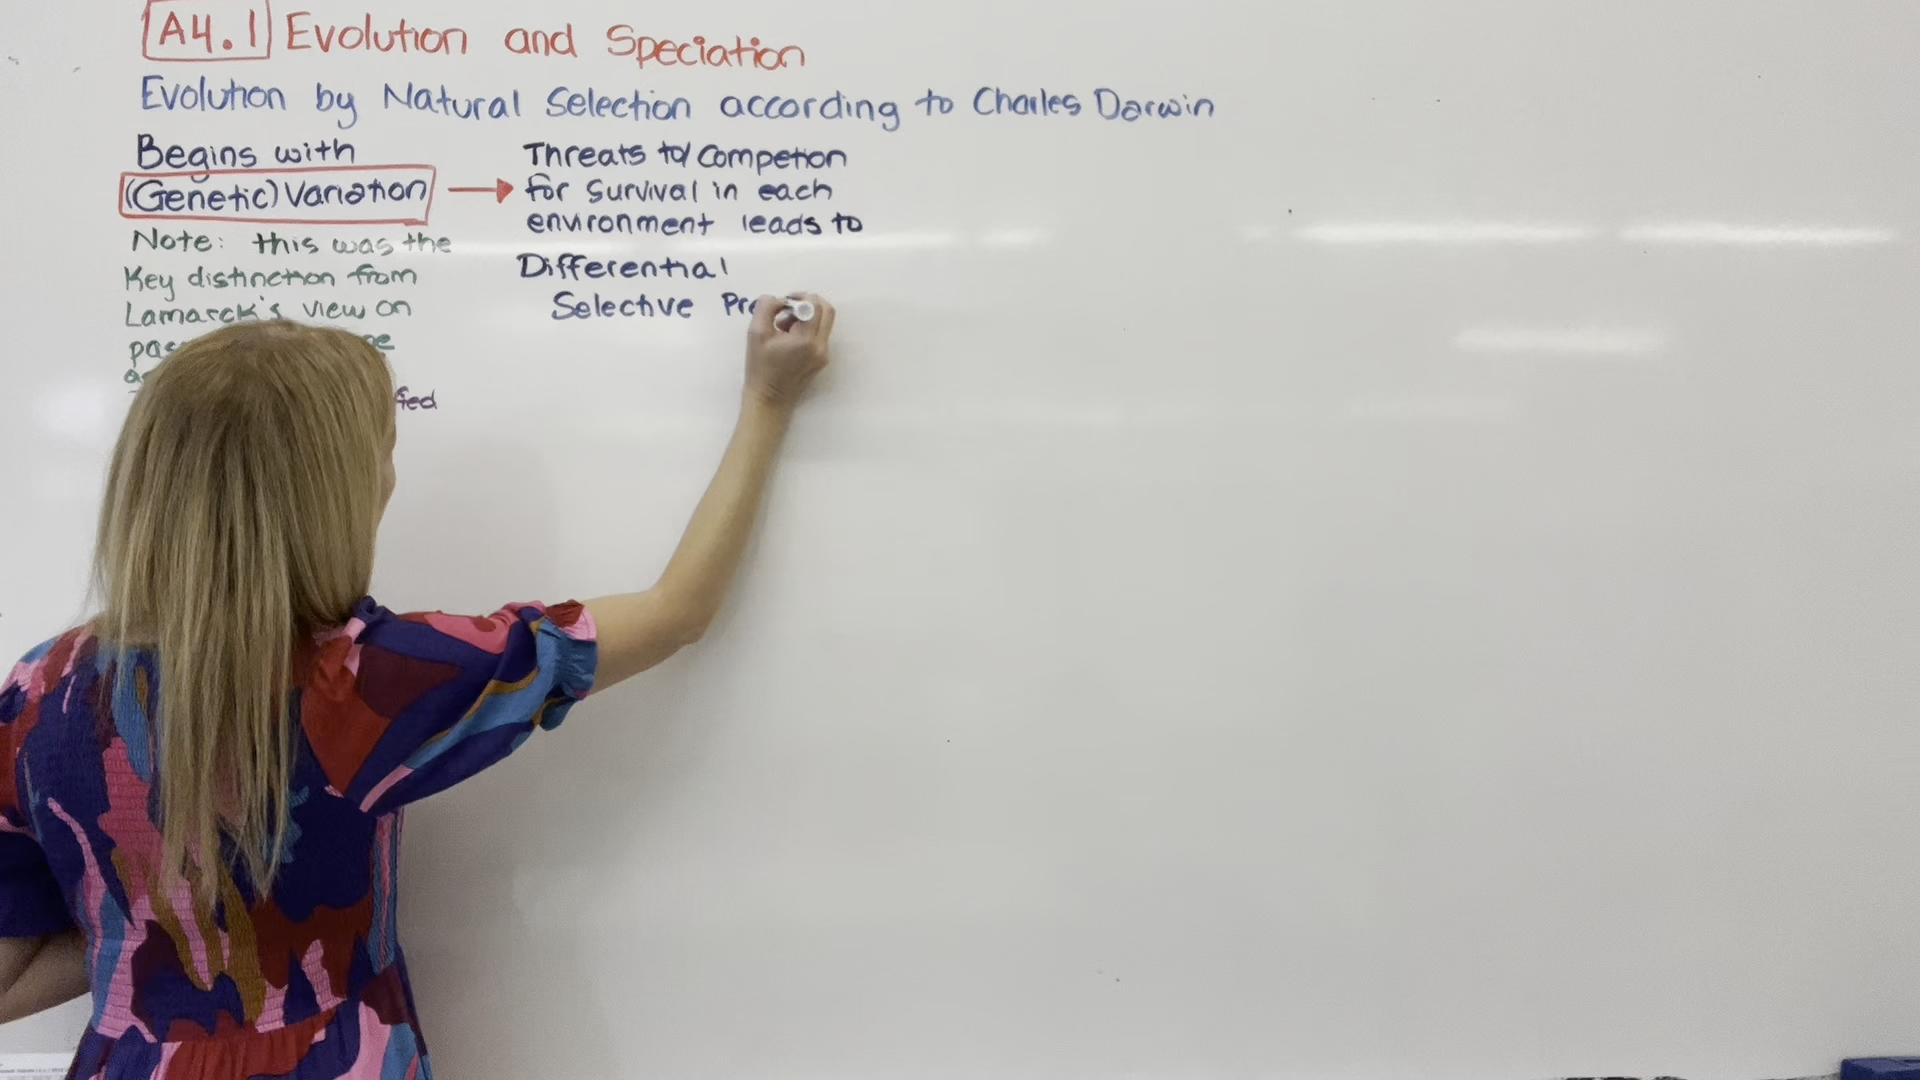 A4.1 Evolution and Speciation
Evolution by Natural Selection according to Charles Darwin
Begins with
(Genetic) Variation
Note: this was the
Key distinction from
Lamarck's view on
Threats to/Competion
for survival in each
environment leads to
Differential
Selective Pre